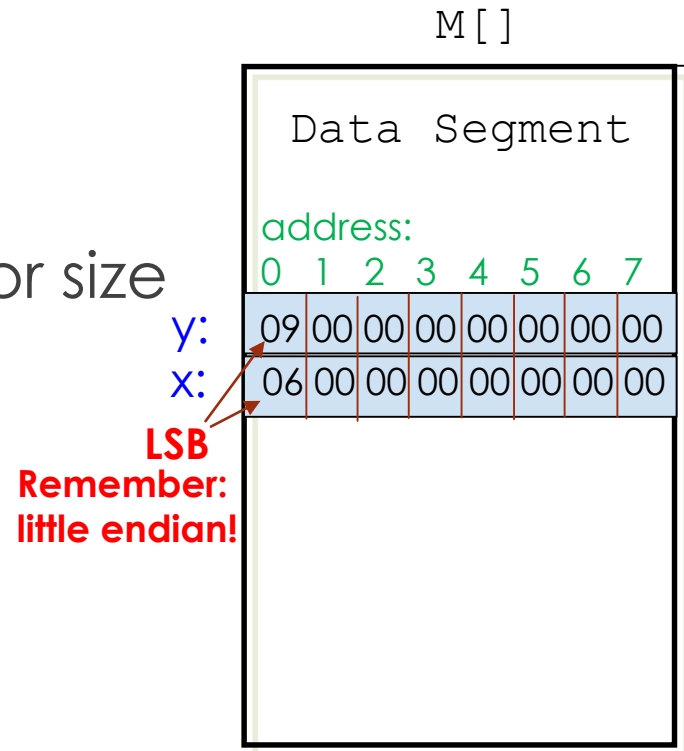 M[]
Data Segment
address:
or size
0 1 2 3 4 5 6 7
y: 09 00 00 00 00 00 00 00
x: 06 00 00 00 00 00 00 00
LSB
Remember:
little endian!